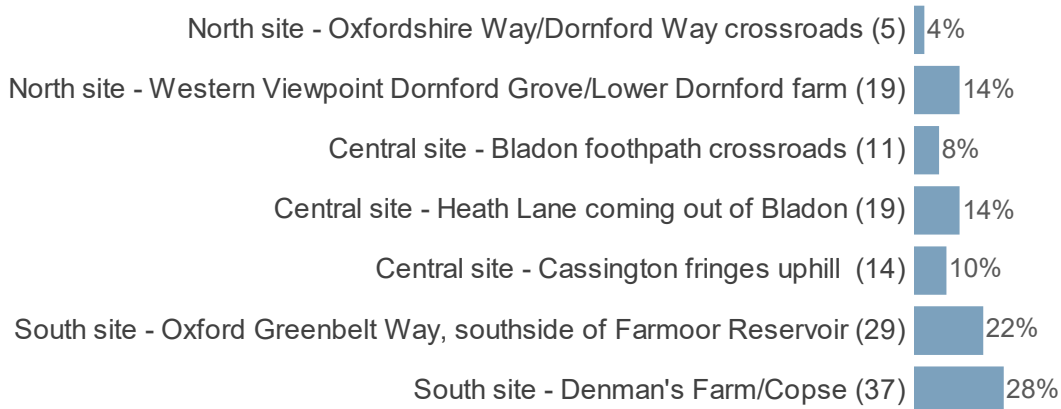 North site - Oxfordshire Way/Dornford Way crossroads (5) 4%
North site - Western Viewpoint Dornford Grove/Lower Dornford farm (19) 14%
Central site - Bladon foothpath crossroads (11) 8%
Central site - Heath Lane coming out of Bladon (19) 14%
Central site - Cassington fringes uphill  (14) 10%
South site - Oxford Greenbelt Way, southside of Farmoor Reservoir (29) 22%
South site - Denman's Farm/Copse (37) 28%